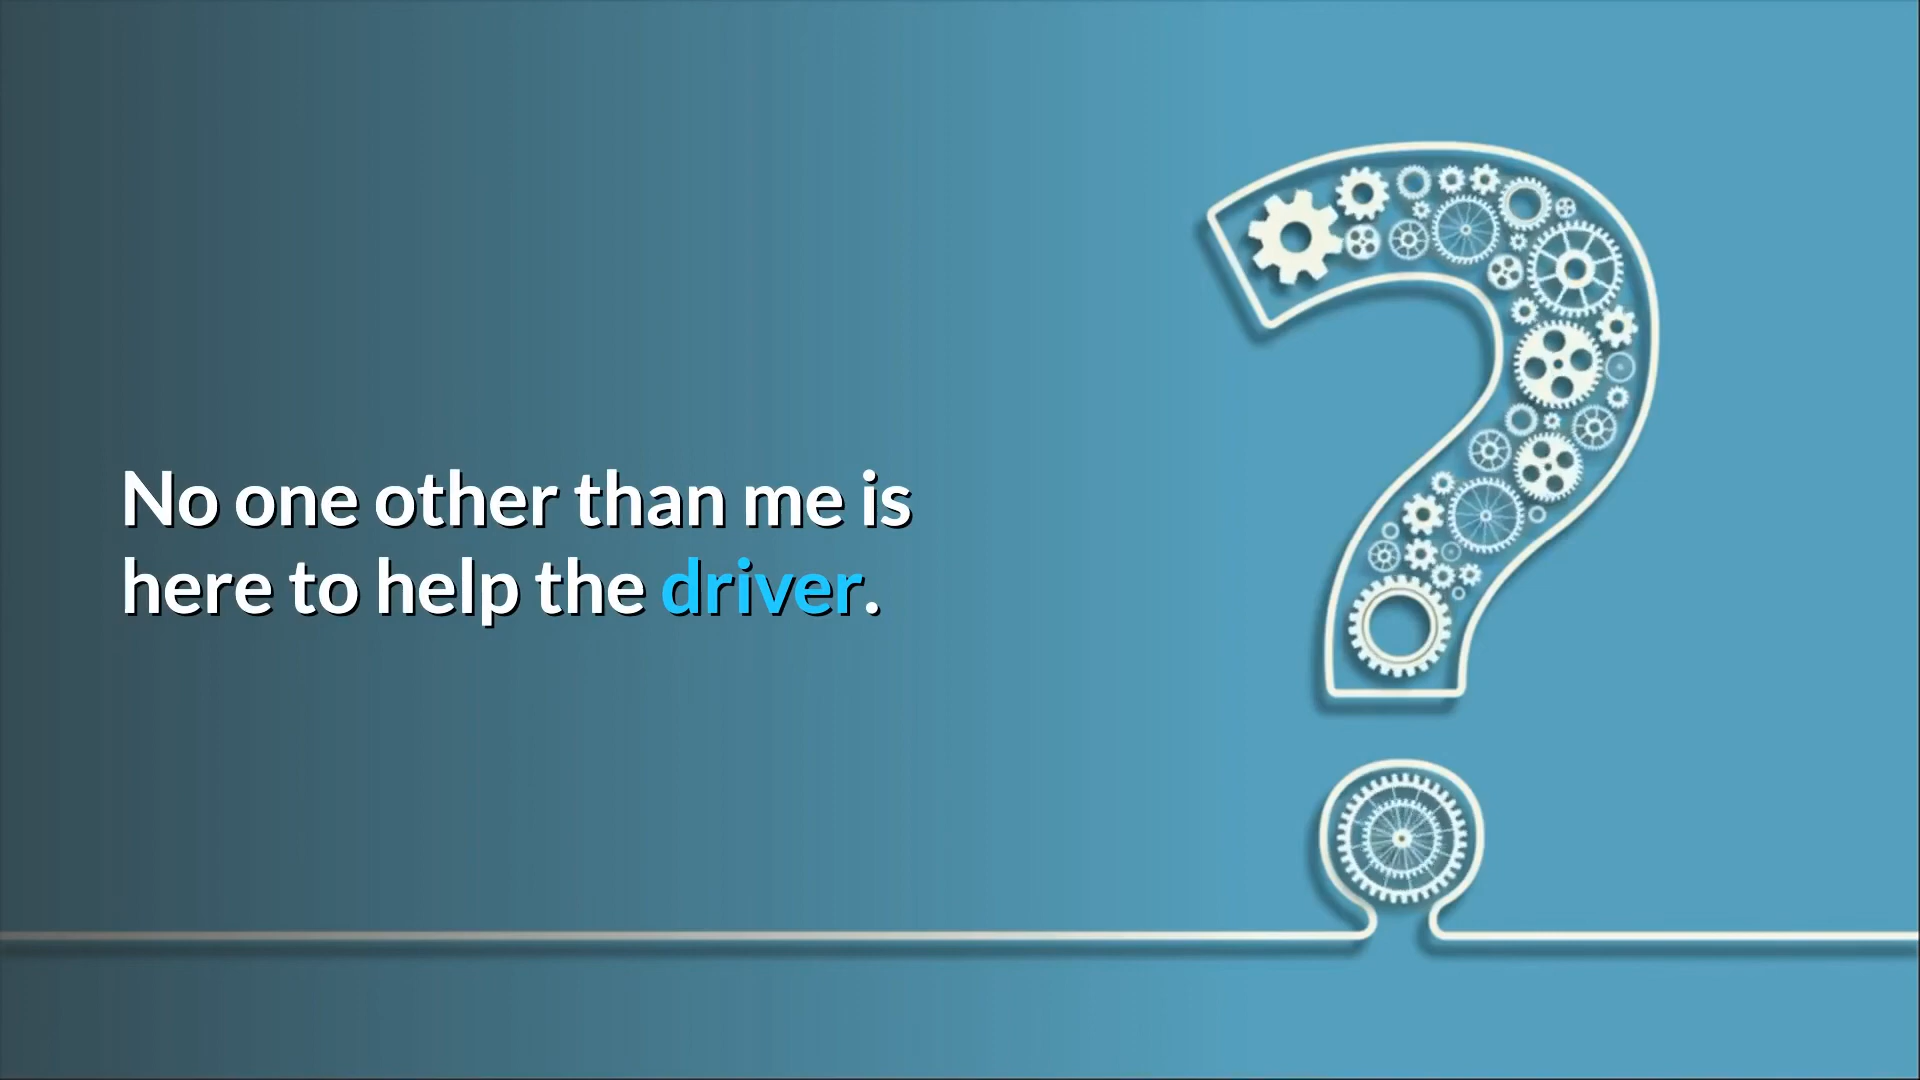 No one other than me is
here to help the driver.